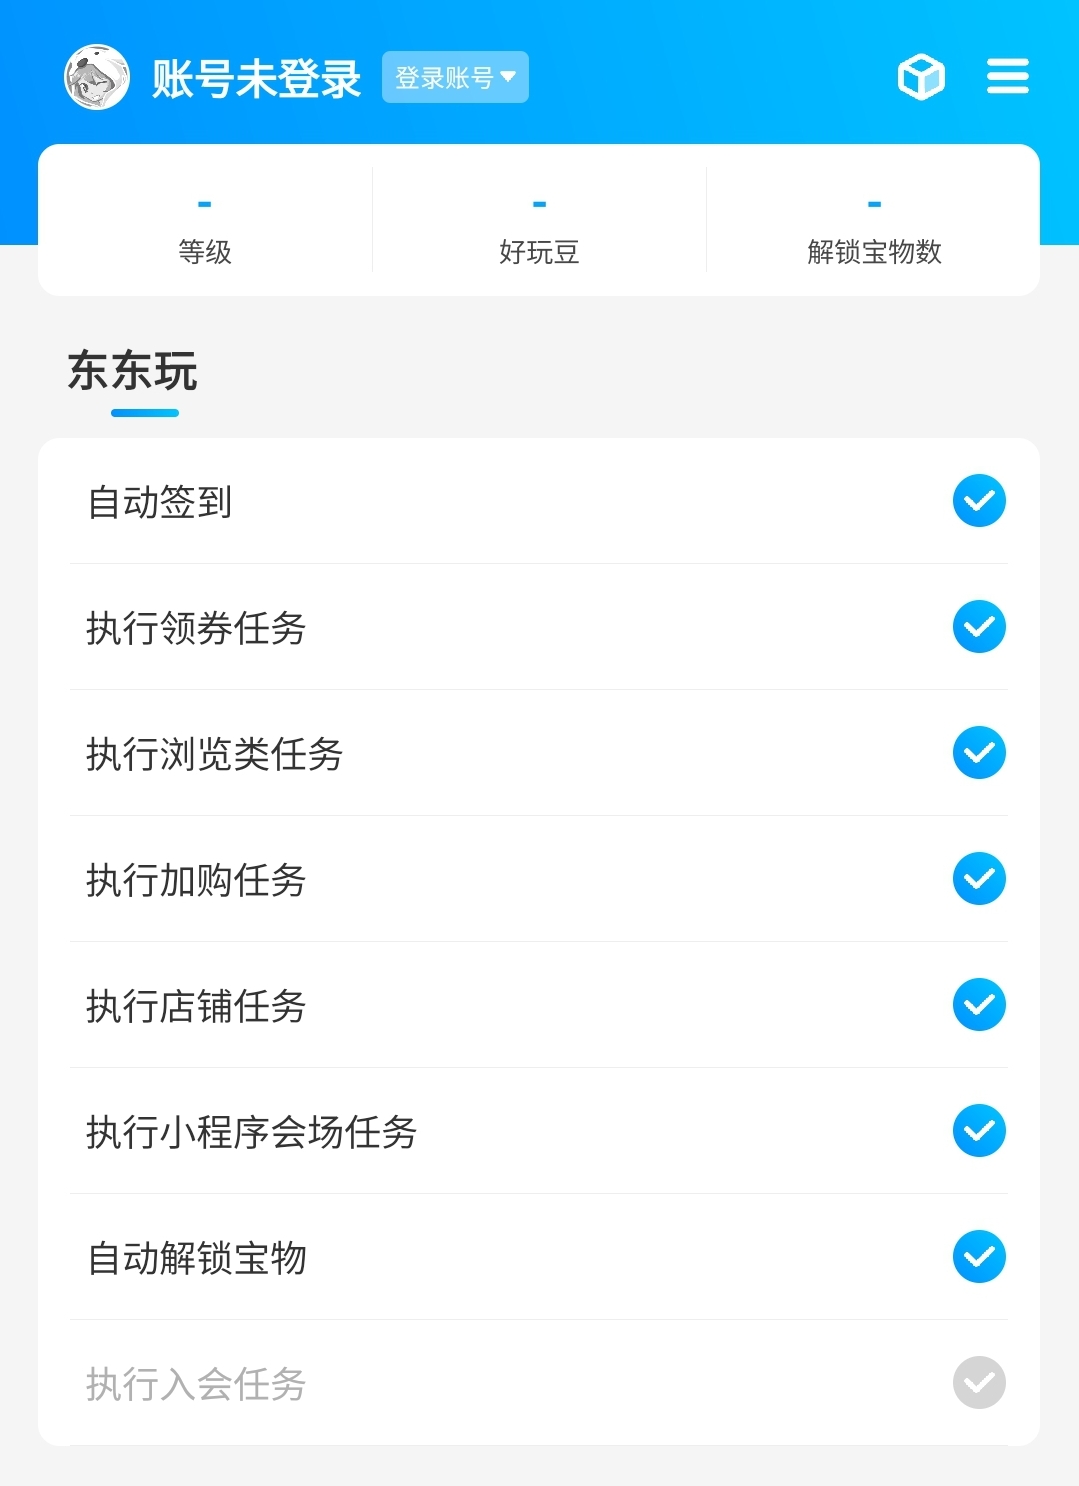 账号未登录 登录账号
- - -
等级 好玩豆 解锁宝物数
东东玩
自动签到
执行领券任务
执行浏览类任务
执行加购任务
执行店铺任务
执行小程序会场任务
自动解锁宝物
执行入会任务